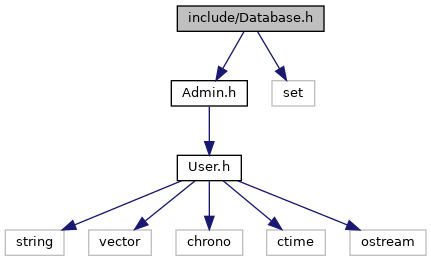 include/Database.h
Admin.h
set
User.h
string
vector
chrono
ctime
ostream